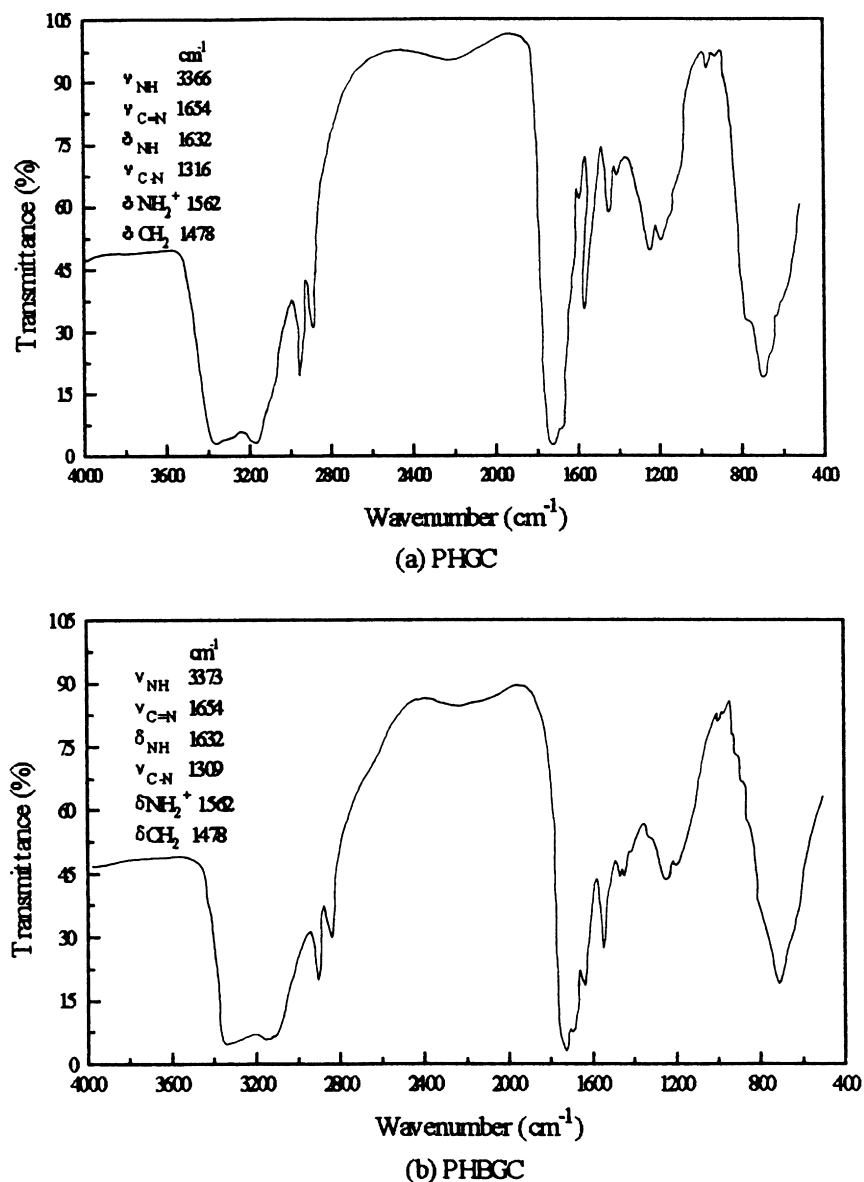 105
90
75
60
45
30
15
0
Transmittance (%)
cm-1
νNH 3366
νC=N 1654
δNH 1632
νC-N 1316
δNH2+ 1562
δCH2 1478
4000 3600 3200 2800 2400 2000 1600 1200 800 400
Wavenumber (cm-1)
(a) PHGC
105
90
75
60
45
30
15
0
Transmittance (%)
cm-1
νNH 3373
νC=N 1654
δNH 1632
νC-N 1309
δNH2+ 1562
δCH2 1478
4000 3600 3200 2800 2400 2000 1600 1200 800 400
Wavenumber (cm-1)
(b) PHBGC